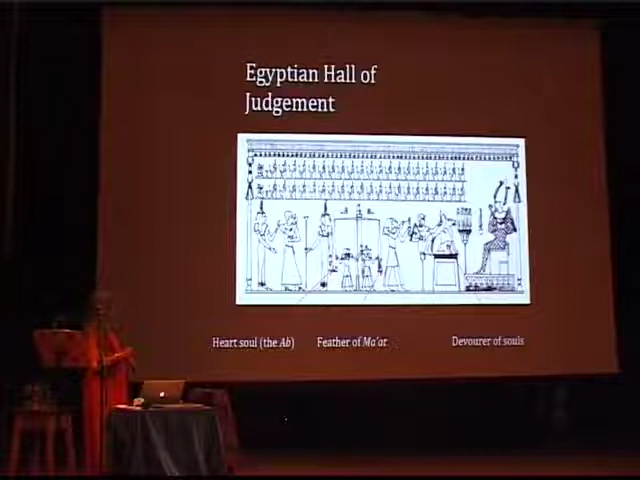 Egyptian Hall of
Judgement
Heart soul (the Ab)
Feather of Ma'at
Devourer of souls